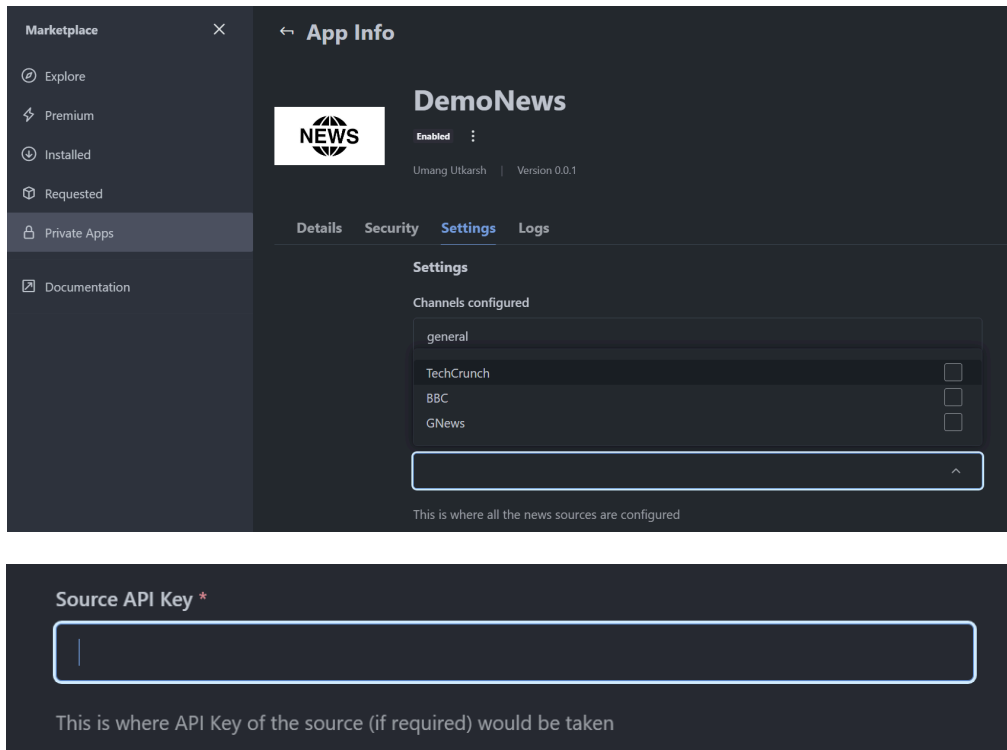 Marketplace
App Info
Explore
Premium
Installed
Requested
Private Apps
Documentation
NEWS
DemoNews
Enabled
Umang Utkarsh | Version 0.0.1
Details Security Settings Logs
Settings
Channels configured
general
TechCrunch
BBC
GNews
This is where all the news sources are configured
Source API Key *
This is where API Key of the source (if required) would be taken